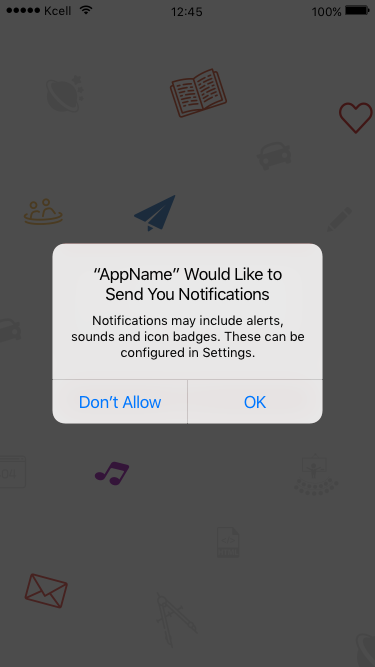 Kcell 12:45 100%
“AppName” Would Like to
Send You Notifications
Notifications may include alerts,
sounds and icon badges. These can be
configured in Settings.
Don’t Allow OK